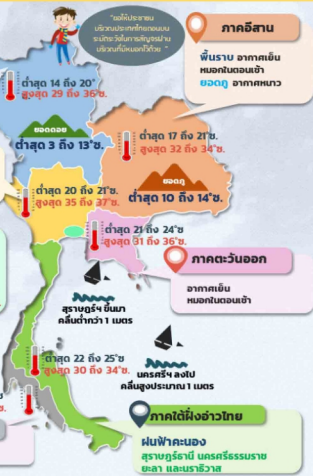 "ขอให้ประชาชน
บริเวณประเทศไทยตอนบน
ระมัดระวังในการสัญจรผ่าน
บริเวณที่มีหมอกไว้ด้วย "
ภาคอีสาน
พื้นราบ อากาศเย็น
หมอกในตอนเช้า
ยอดภู อากาศหนาว
ต่ำสุด 14 ถึง 20°
สูงสุด 29 ถึง 36°ซ.
ยอดดอย
ต่ำสุด 3 ถึง 13°ซ.
ต่ำสุด 17 ถึง 21°ซ.
สูงสุด 32 ถึง 34°ซ.
ยอดภู
ต่ำสุด 10 ถึง 14°ซ.
ต่ำสุด 20 ถึง 21°ซ.
สูงสุด 35 ถึง 37°ซ.
ต่ำสุด 21 ถึง 24°ซ
สูงสุด 31 ถึง 36°ซ.
ภาคตะวันออก
อากาศเย็น
หมอกในตอนเช้า
สุราษฎร์ฯ ขึ้นมา
คลื่นต่ำกว่า 1 เมตร
นครศรีฯ ลงไป
คลื่นสูงประมาณ 1 เมตร
ต่ำสุด 22 ถึง 25°ซ
สูงสุด 30 ถึง 34°ซ.
ภาคใต้ฝั่งอ่าวไทย
ฝนฟ้าคะนอง
สุราษฎร์ธานี นครศรีธรรมราช
ยะลา และนราธิวาส